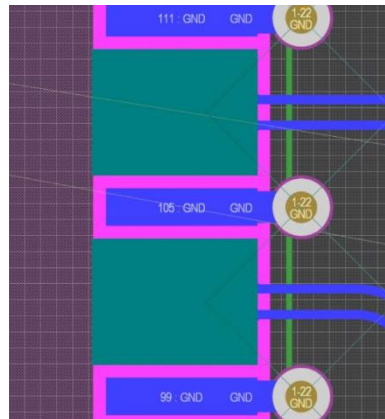 111 : GND GND
1-22
GND
105 : GND GND
1-22
GND
99 : GND GND
1-22
GND